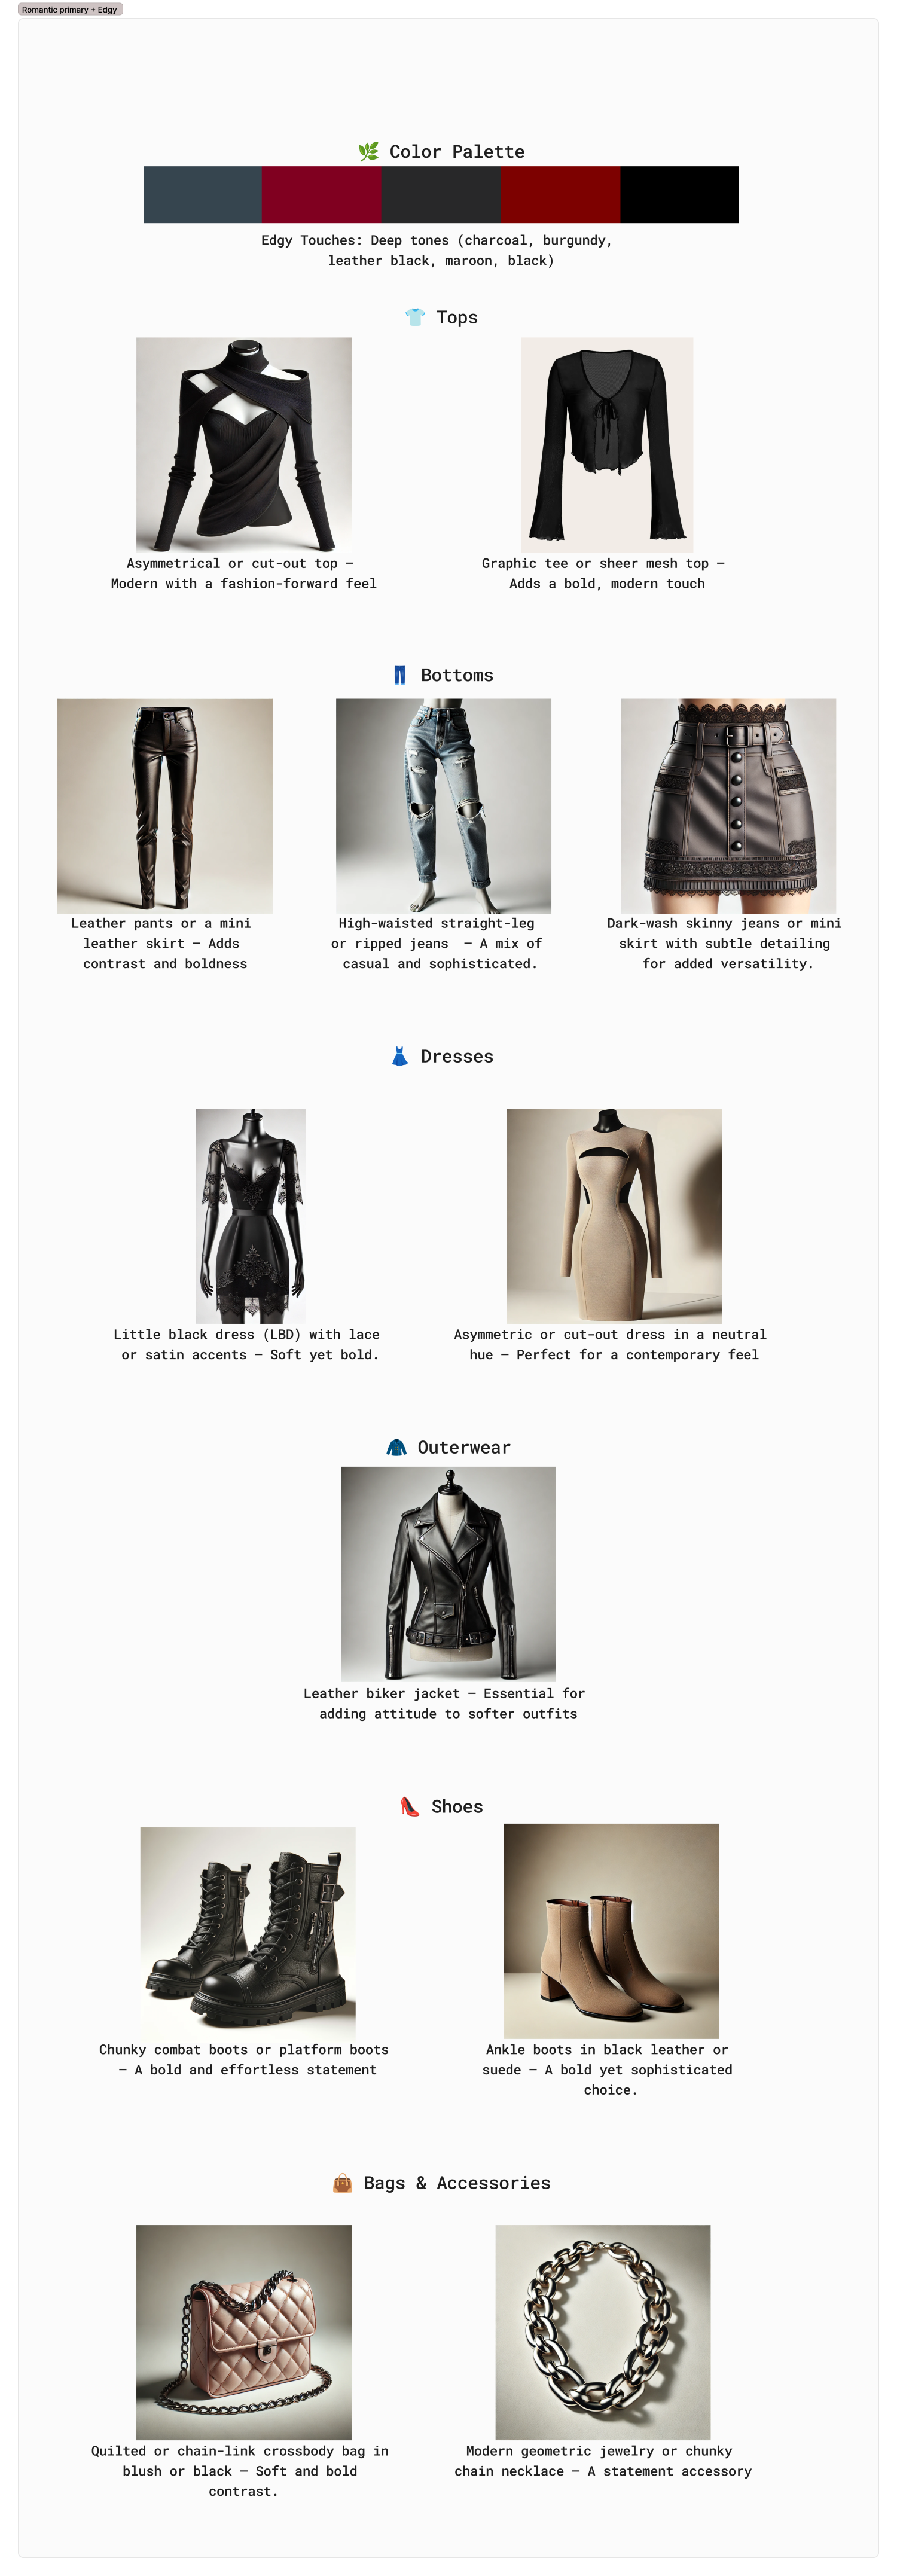 Romantic primary + Edgy
🌿 Color Palette
Edgy Touches: Deep tones (charcoal, burgundy,
leather black, maroon, black)
👕 Tops
Asymmetrical or cut-out top –
Modern with a fashion-forward feel
Graphic tee or sheer mesh top –
Adds a bold, modern touch
👖 Bottoms
Leather pants or a mini
leather skirt – Adds
contrast and boldness
High-waisted straight-leg
or ripped jeans  – A mix of
casual and sophisticated.
Dark-wash skinny jeans or mini
skirt with subtle detailing
for added versatility.
👗 Dresses
Little black dress (LBD) with lace
or satin accents – Soft yet bold.
Asymmetric or cut-out dress in a neutral
hue – Perfect for a contemporary feel
🧥 Outerwear
Leather biker jacket – Essential for
adding attitude to softer outfits
👠 Shoes
Chunky combat boots or platform boots
– A bold and effortless statement
Ankle boots in black leather or
suede – A bold yet sophisticated
choice.
👜 Bags & Accessories
Quilted or chain-link crossbody bag in
blush or black – Soft and bold
contrast.
Modern geometric jewelry or chunky
chain necklace – A statement accessory